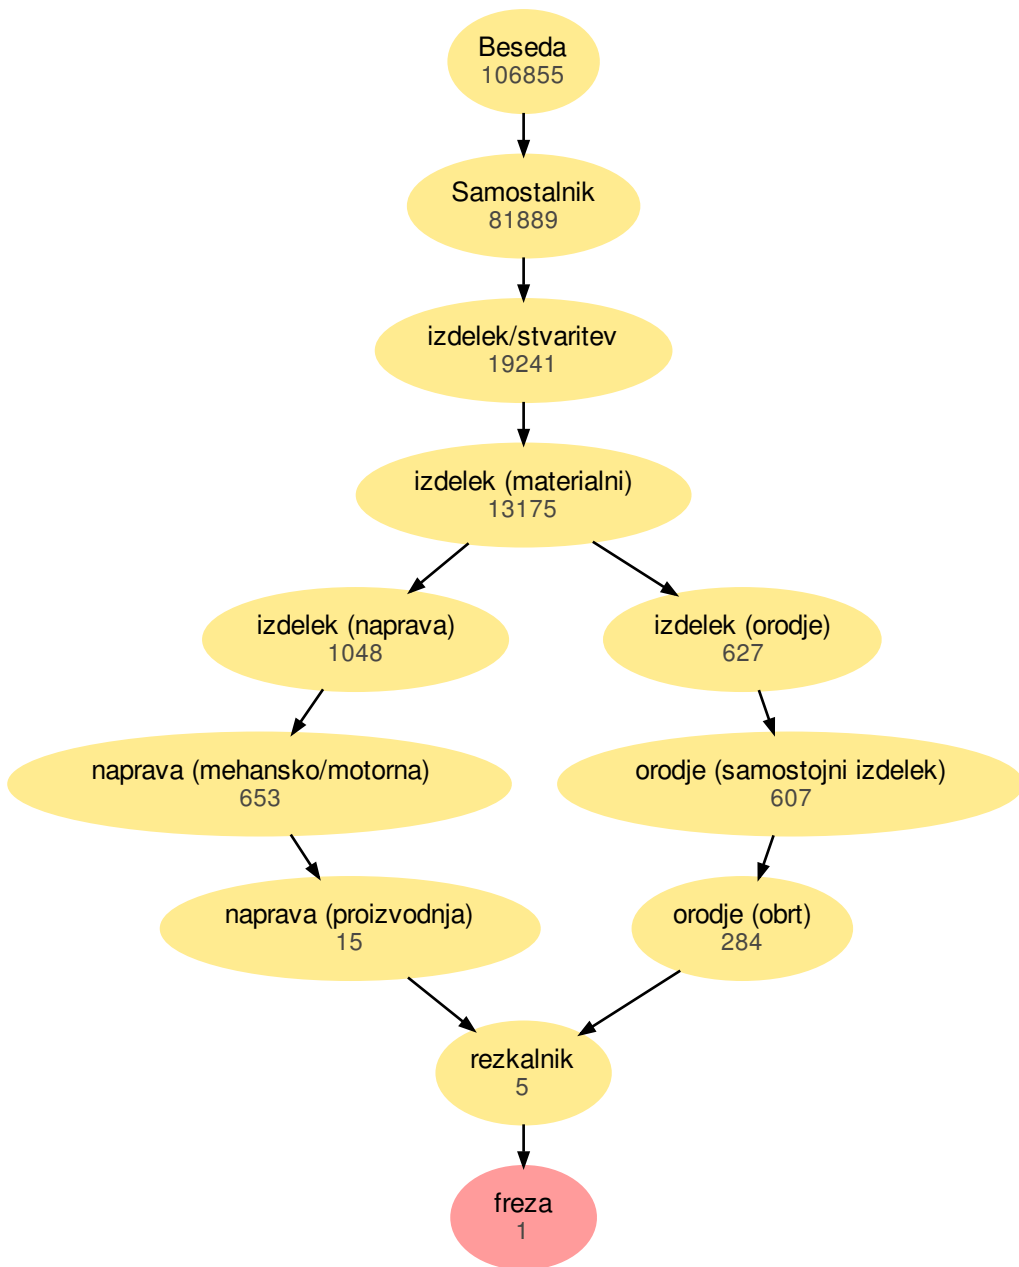 Beseda
106855
Samostalnik
81889
izdelek/stvaritev
19241
izdelek (materialni)
13175
izdelek (naprava)
1048
izdelek (orodje)
627
naprava (mehansko/motorna)
653
orodje (samostojni izdelek)
607
naprava (proizvodnja)
15
orodje (obrt)
284
rezkalnik
5
freza
1